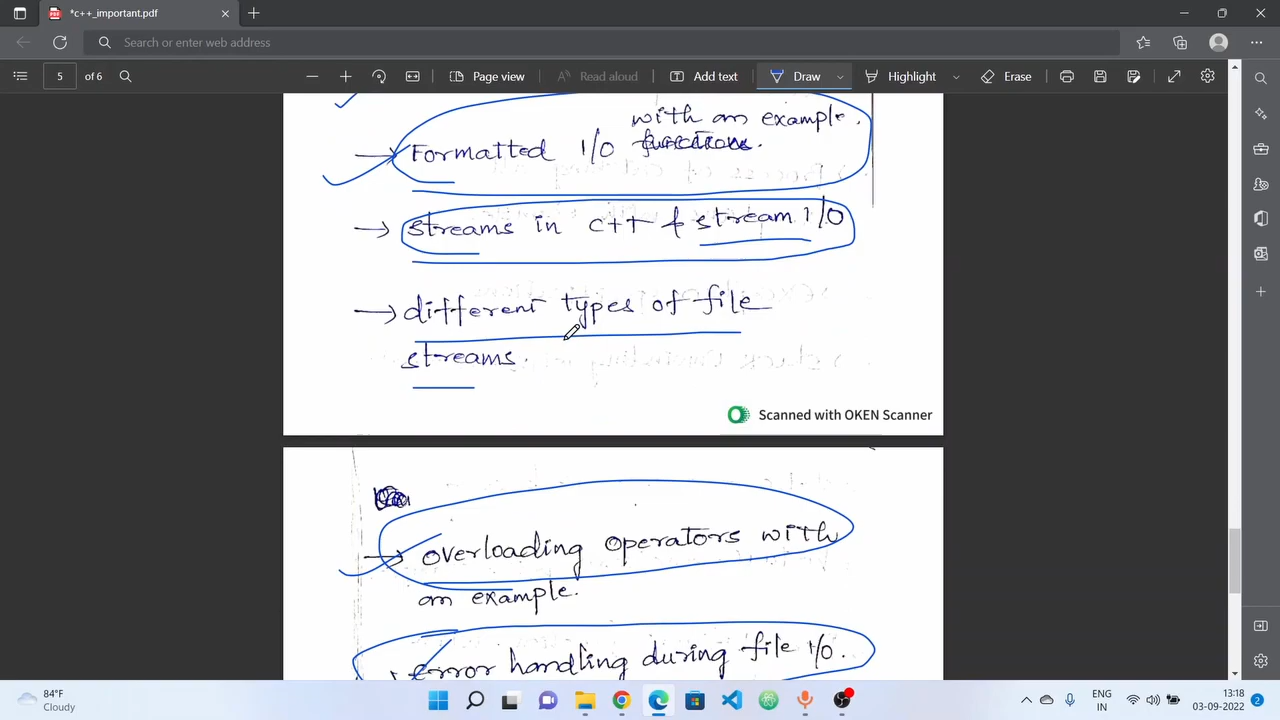 *c++_important.pdf
Search or enter web address
5 of 6
Page view
Read aloud
Add text
Draw
Highlight
Erase
with an example.
→ Formatted I/O functions.
→ streams in c++ & stream I/O
→ different types of file
streams.
Scanned with OKEN Scanner
→ overloading operators with
an example.
error handling during file I/O.
84°F
Cloudy
ENG
IN
13:18
03-09-2022
2